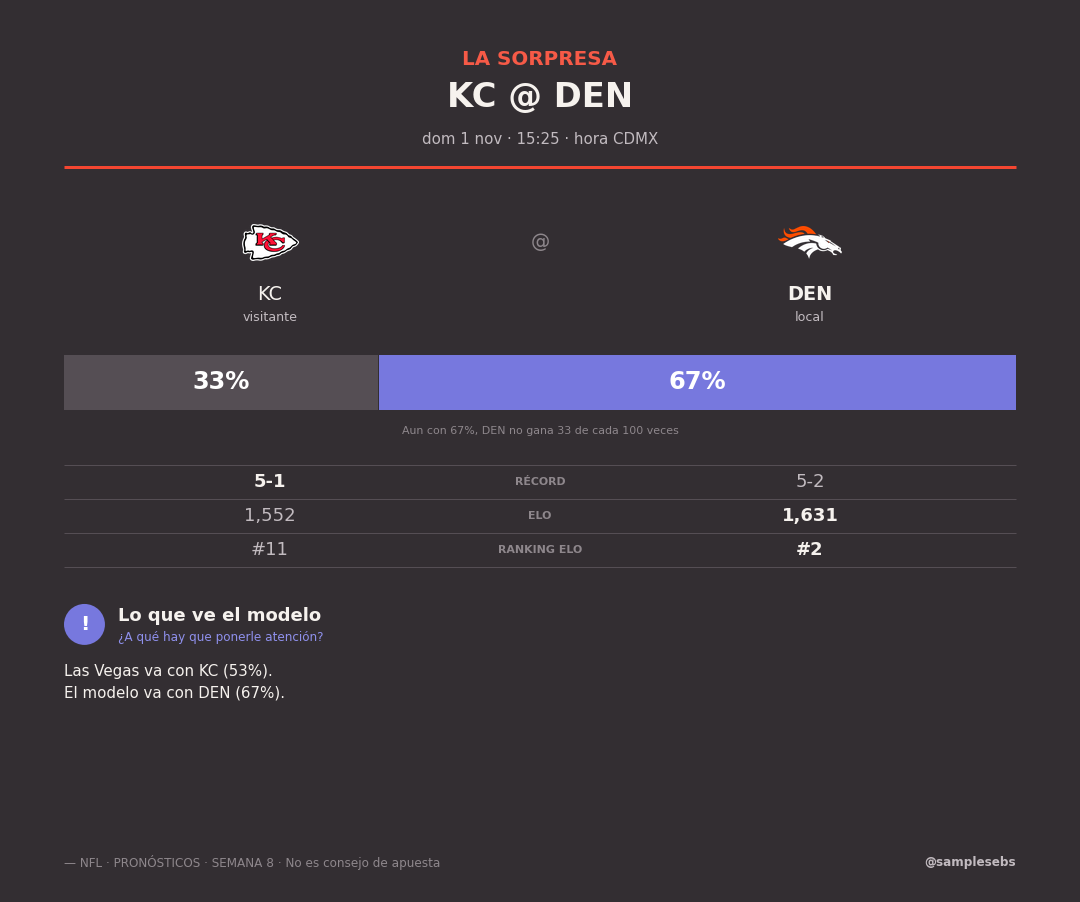 LA SORPRESA
KC @ DEN
dom 1 nov · 15:25 · hora CDMX
KC
@
KC
visitante
DEN
local
33%
67%
Aun con 67%, DEN no gana 33 de cada 100 veces
5-1 RÉCORD 5-2
1,552 ELO 1,631
#11 RANKING ELO #2
!
Lo que ve el modelo
¿A qué hay que ponerle atención?
Las Vegas va con KC (53%).
El modelo va con DEN (67%).
— NFL · PRONÓSTICOS · SEMANA 8 · No es consejo de apuesta
@samplesebs